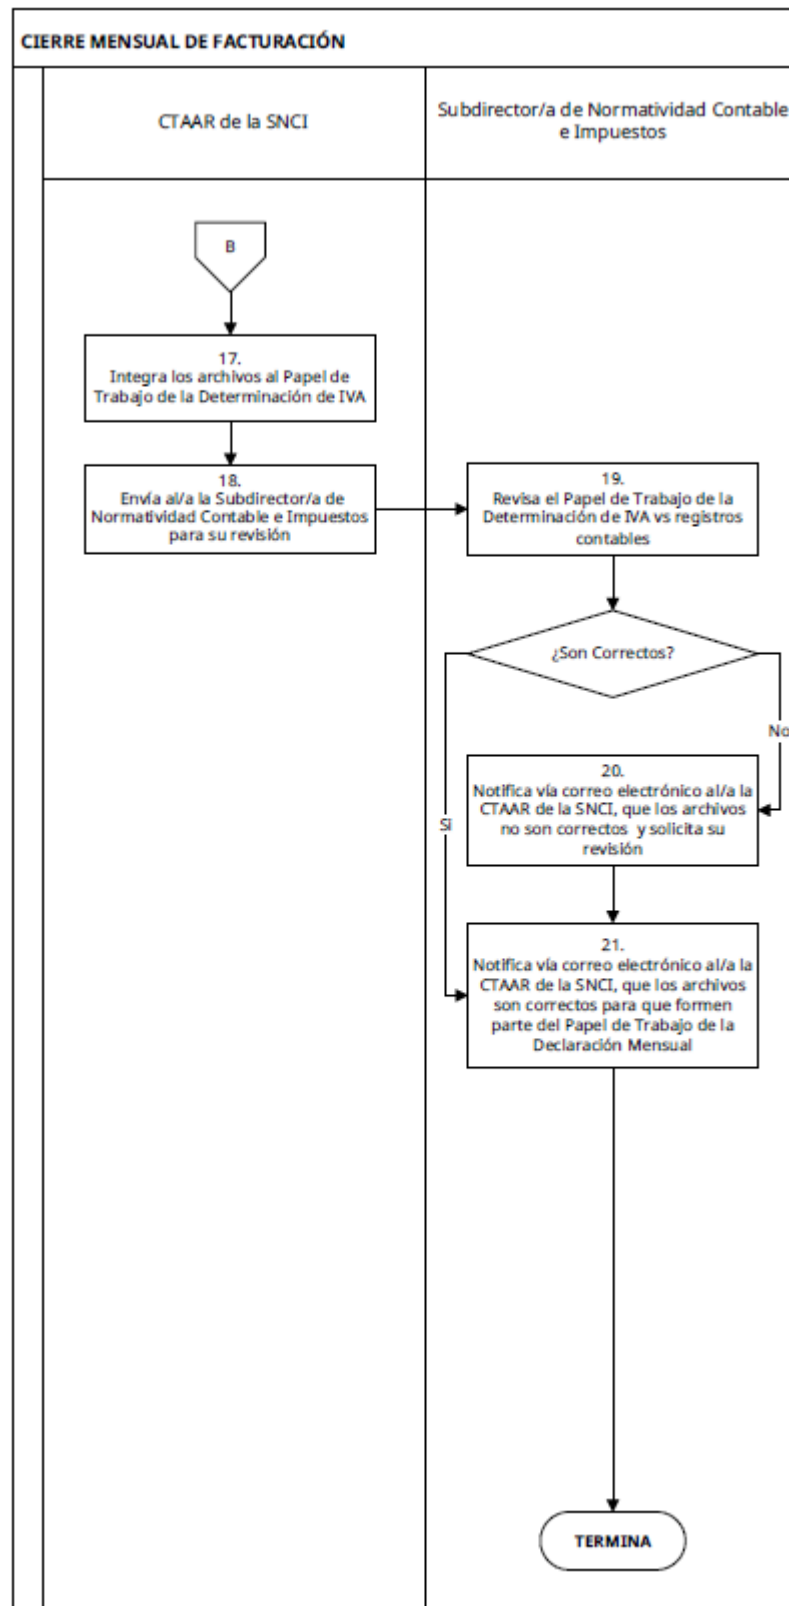 CIERRE MENSUAL DE FACTURACIÓN
CTAAR de la SNCI
Subdirector/a de Normatividad Contable
e Impuestos
B
17.
Integra los archivos al Papel de
Trabajo de la Determinación de IVA
18.
Envía al/a la Subdirector/a de
Normatividad Contable e Impuestos
para su revisión
19.
Revisa el Papel de Trabajo de la
Determinación de IVA vs registros
contables
¿Son Correctos?
No
Si
20.
Notifica vía correo electrónico al/a la
CTAAR de la SNCI, que los archivos
no son correctos y solicita su
revisión
21.
Notifica vía correo electrónico al/a la
CTAAR de la SNCI, que los archivos
son correctos para que formen
parte del Papel de Trabajo de la
Declaración Mensual
TERMINA